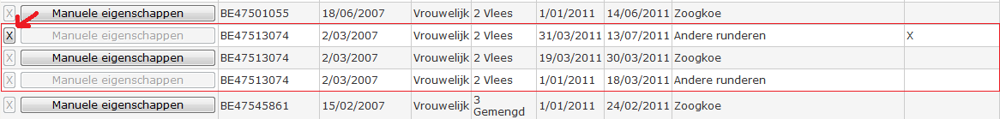 X Manuele eigenschappen BE47501055 18/06/2007 Vrouwelijk 2 Vlees 1/01/2011 14/06/2011 Zoogkoe
X Manuele eigenschappen BE47513074 2/03/2007 Vrouwelijk 2 Vlees 31/03/2011 13/07/2011 Andere runderen X
X Manuele eigenschappen BE47513074 2/03/2007 Vrouwelijk 2 Vlees 19/03/2011 30/03/2011 Zoogkoe
X Manuele eigenschappen BE47513074 2/03/2007 Vrouwelijk 2 Vlees 1/01/2011 18/03/2011 Andere runderen
X Manuele eigenschappen BE47545861 15/02/2007 Vrouwelijk 3 Gemengd 1/01/2011 24/02/2011 Zoogkoe